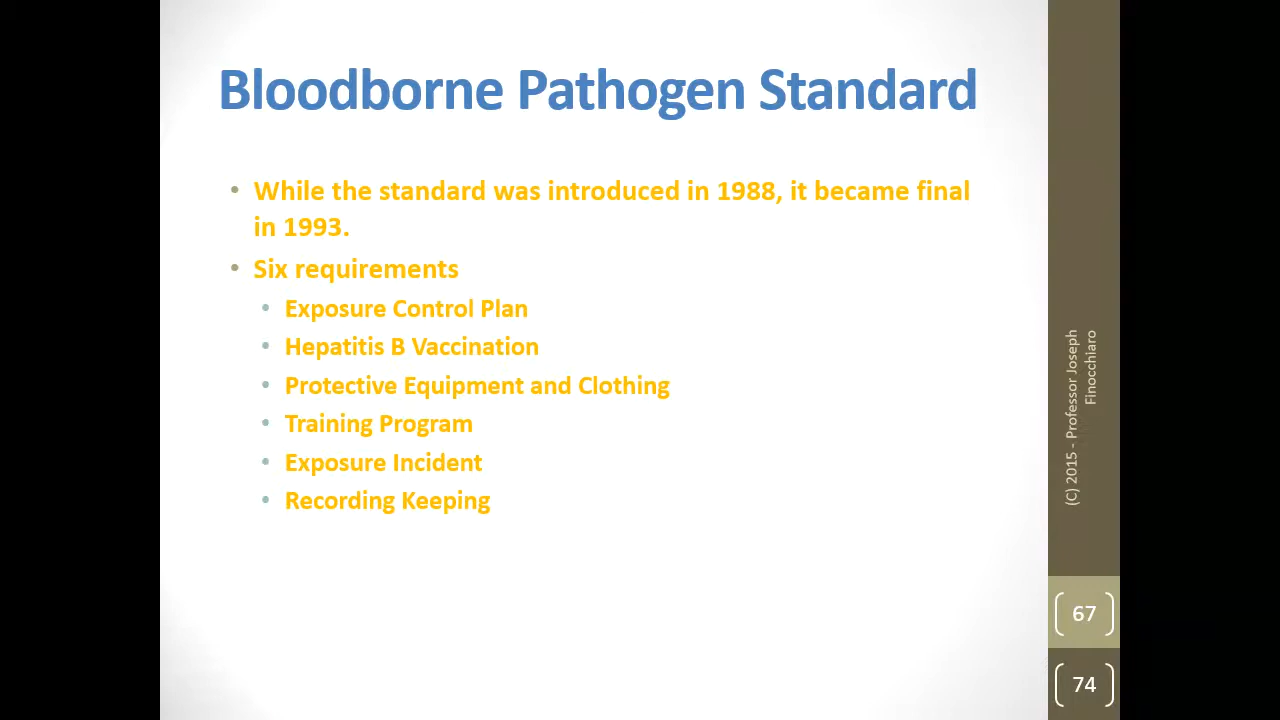 Bloodborne Pathogen Standard
• While the standard was introduced in 1988, it became final
in 1993.
• Six requirements
• Exposure Control Plan
• Hepatitis B Vaccination
• Protective Equipment and Clothing
• Training Program
• Exposure Incident
• Recording Keeping
(C) 2015 - Professor Joseph
Finocchiaro
67
74